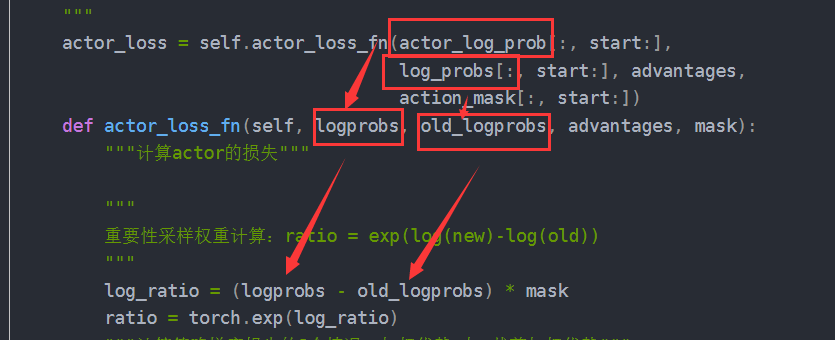 """
actor_loss = self.actor_loss_fn(actor_log_prob[:, start:],
log_probs[:, start:], advantages,
action_mask[:, start:])
def actor_loss_fn(self, logprobs, old_logprobs, advantages, mask):
"""计算actor的损失"""
"""
重要性采样权重计算：ratio = exp(log(new)-log(old))
"""
log_ratio = (logprobs - old_logprobs) * mask
ratio = torch.exp(log_ratio)